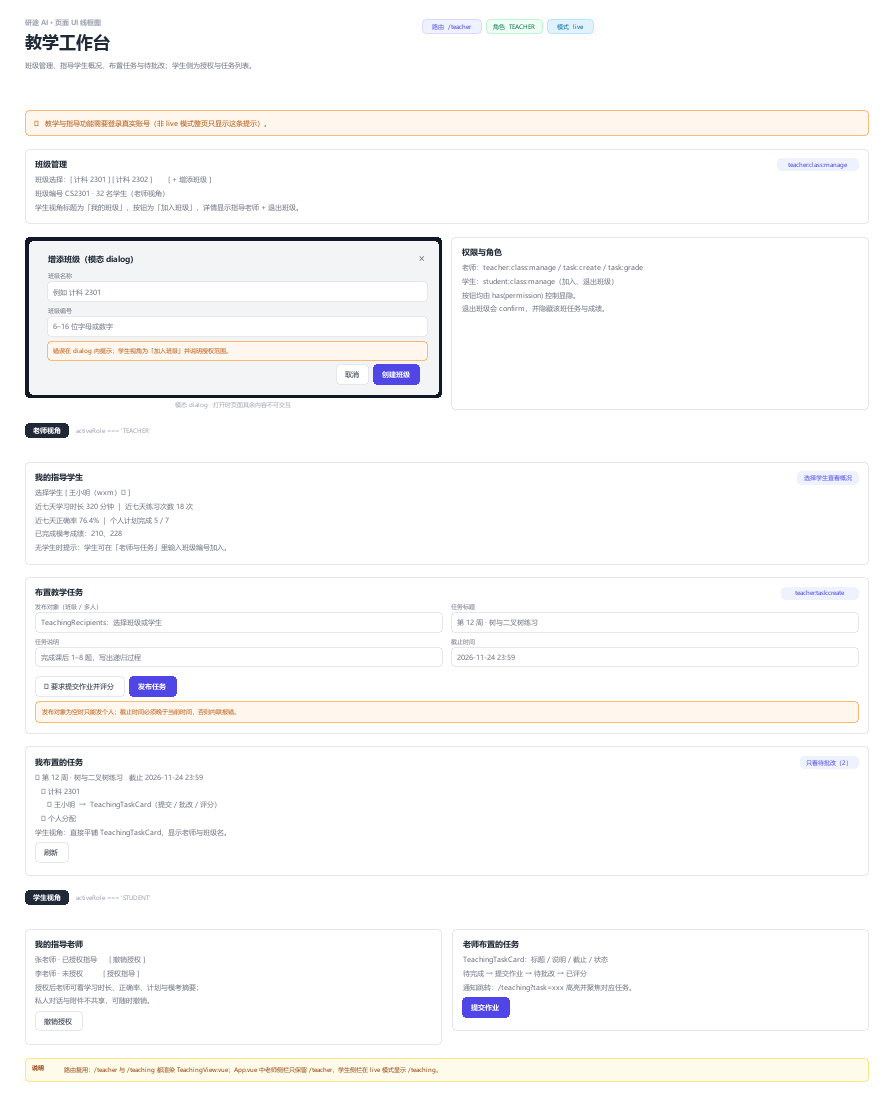 研途 AI · 页面 UI 线框图
教学工作台
路由 /teacher
角色 TEACHER
模式 live
班级管理、指导学生概况、布置任务与待批改；学生侧为授权与任务列表。
教学与指导功能需要登录真实账号（非 live 模式整页只显示这条提示）。
班级管理
teacher:class:manage
班级选择：[ 计科 2301 ] [ 计科 2302 ] [ + 增添班级 ]
班级编号 CS2301 · 32 名学生（老师视角）
学生视角标题为「我的班级」，按钮为「加入班级」，详情显示指导老师 + 退出班级。
增添班级（模态 dialog）
×
班级名称
例如 计科 2301
班级编号
6–16 位字母或数字
错误在 dialog 内提示；学生视角为「加入班级」并说明授权范围。
取消
创建班级
模态 dialog · 打开时页面其余内容不可交互
权限与角色
老师：teacher:class:manage / task:create / task:grade
学生：student:class:manage（加入、退出班级）
按钮均由 has(permission) 控制显隐。
退出班级会 confirm，并隐藏该班任务与成绩。
老师视角
activeRole === 'TEACHER'
我的指导学生
选择学生查看概况
选择学生 [ 王小明（wxm） ]
近七天学习时长 320 分钟 ｜ 近七天练习次数 18 次
近七天正确率 76.4% ｜ 个人计划完成 5 / 7
已完成模考成绩：210、228
无学生时提示：学生可在「老师与任务」里输入班级编号加入。
布置教学任务
teacher:task:create
发布对象（班级 / 多人）
TeachingRecipients：选择班级或学生
任务标题
第 12 周 · 树与二叉树练习
任务说明
完成课后 1–8 题，写出递归过程
截止时间
2026-11-24 23:59
要求提交作业并评分
发布任务
发布对象为空时只能发个人；截止时间必须晚于当前时间，否则内联报错。
我布置的任务
只看待批改（2）
第 12 周 · 树与二叉树练习 截止 2026-11-24 23:59
计科 2301
王小明 → TeachingTaskCard（提交 / 批改 / 评分）
个人分配
学生视角：直接平铺 TeachingTaskCard，显示老师与班级名。
刷新
学生视角
activeRole === 'STUDENT'
我的指导老师
张老师 · 已授权指导 [ 撤销授权 ]
李老师 · 未授权 [ 授权指导 ]
授权后老师可看学习时长、正确率、计划与模考摘要；
私人对话与附件不共享，可随时撤销。
撤销授权
老师布置的任务
TeachingTaskCard：标题 / 说明 / 截止 / 状态
待完成 → 提交作业 → 待批改 → 已评分
通知跳转：/teaching?task=xxx 高亮并聚焦对应任务。
提交作业
说明
路由复用：/teacher 与 /teaching 都渲染 TeachingView.vue；App.vue 中老师侧栏只保留 /teacher，学生侧栏在 live 模式显示 /teaching。